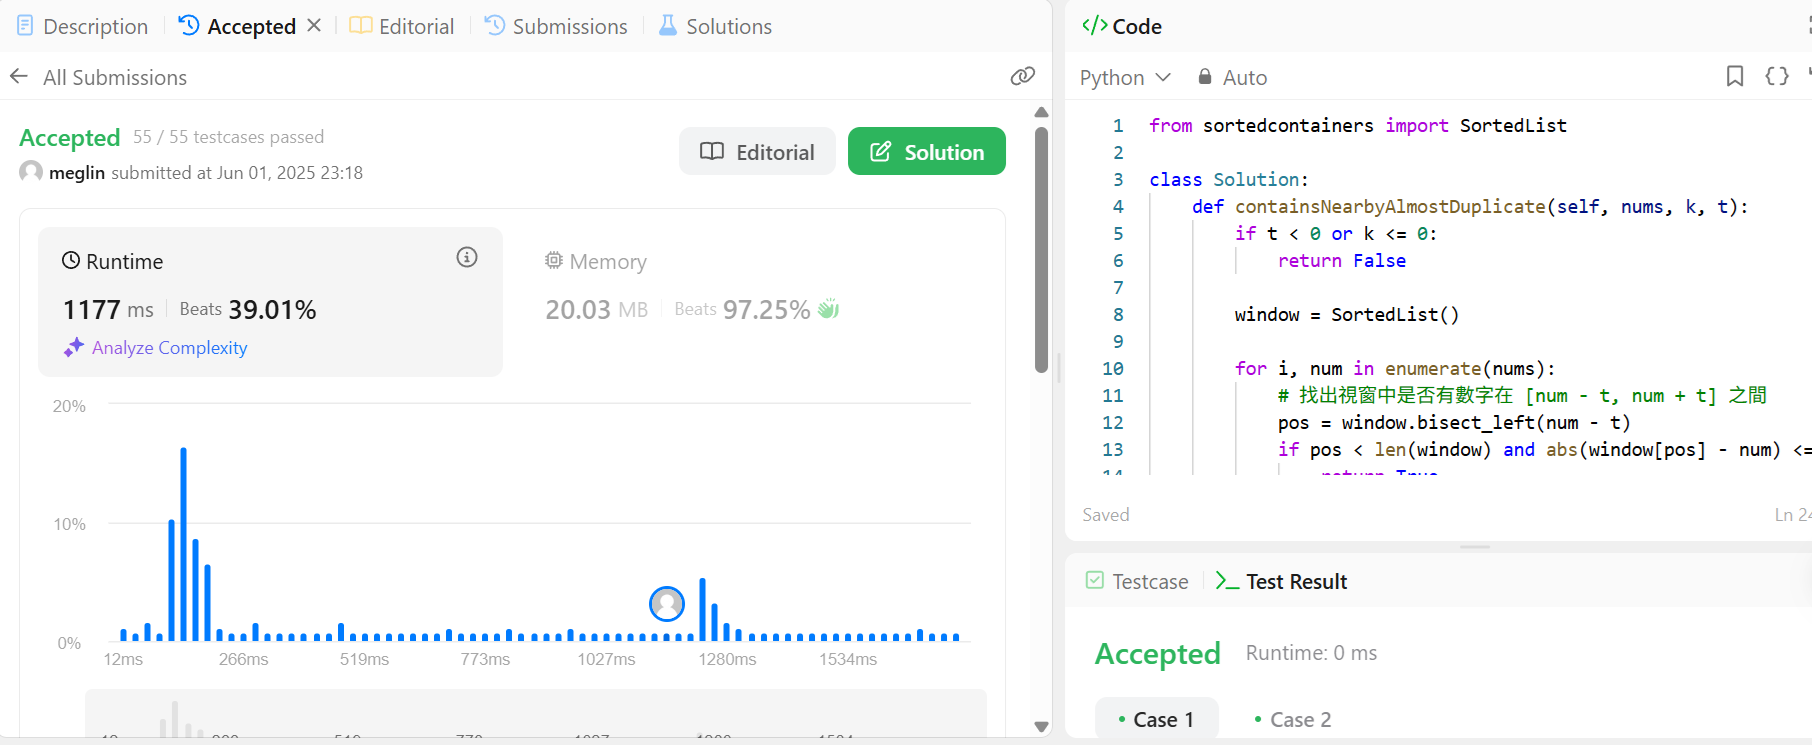 Description
Accepted
Editorial
Submissions
Solutions
All Submissions
Accepted 55 / 55 testcases passed
meglin submitted at Jun 01, 2025 23:18
Editorial
Solution
Runtime
1177 ms Beats 39.01%
Analyze Complexity
Memory
20.03 MB Beats 97.25%
20%
10%
0%
12ms 266ms 519ms 773ms 1027ms 1280ms 1534ms
</> Code
Python Auto
1 from sortedcontainers import SortedList
2
3 class Solution:
4 def containsNearbyAlmostDuplicate(self, nums, k, t):
5 if t < 0 or k <= 0:
6 return False
7
8 window = SortedList()
9
10 for i, num in enumerate(nums):
11 # 找出視窗中是否有數字在 [num - t, num + t] 之間
12 pos = window.bisect_left(num - t)
13 if pos < len(window) and abs(window[pos] - num) <=
14 return True
Saved Ln 24
Testcase
Test Result
Accepted Runtime: 0 ms
Case 1
Case 2